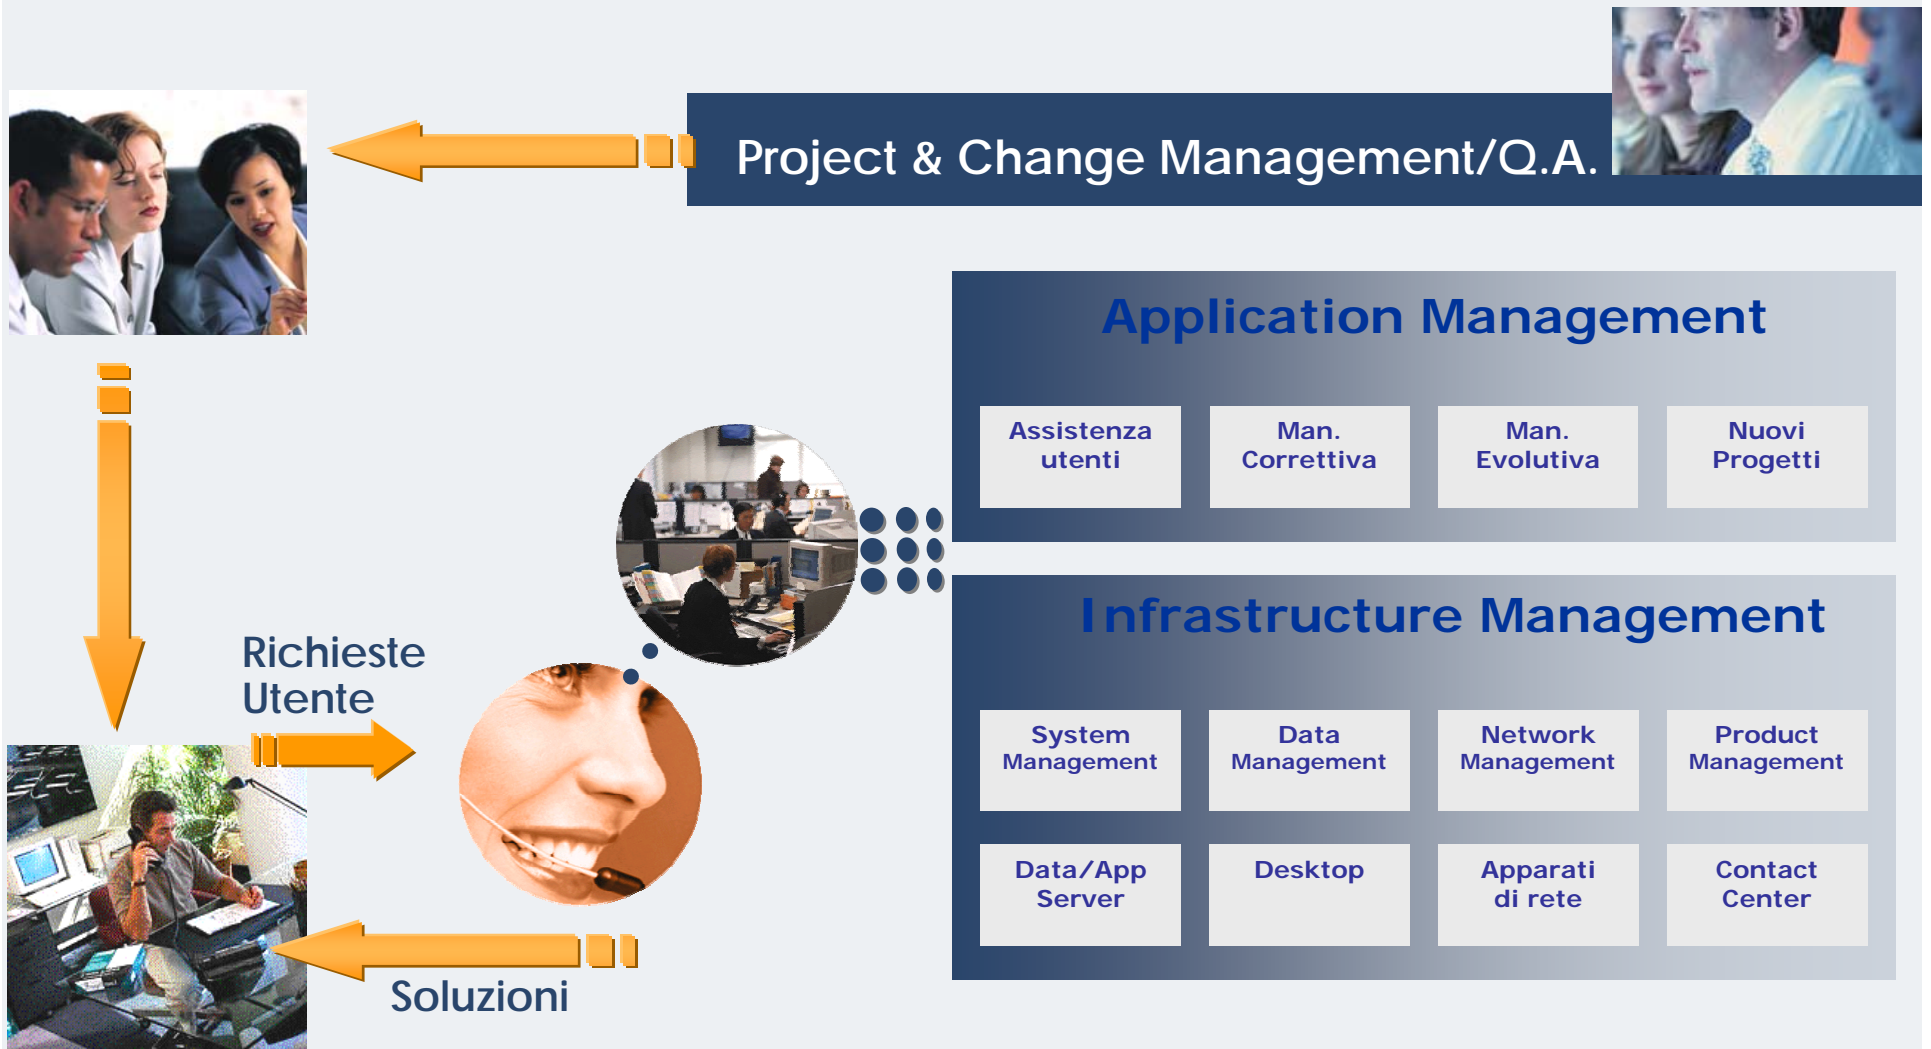 Project & Change Management/Q.A.
Application Management
Assistenza
utenti
Man.
Correttiva
Man.
Evolutiva
Nuovi
Progetti
Infrastructure Management
System
Management
Data
Management
Network
Management
Product
Management
Data/App
Server
Desktop
Apparati
di rete
Contact
Center
Richieste
Utente
Soluzioni